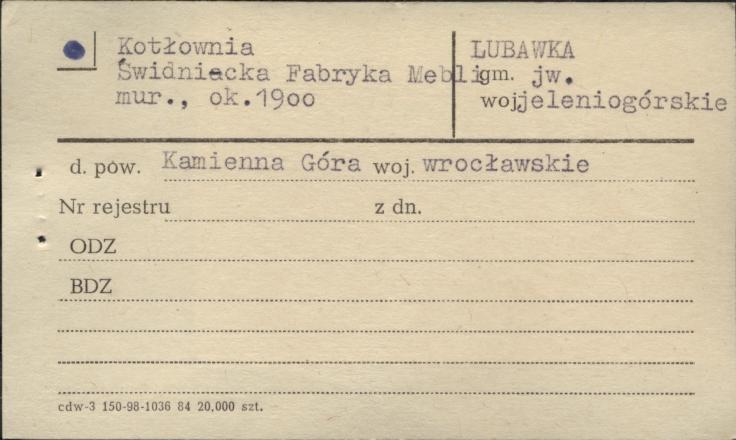 Kotłownia
Świdniecka Fabryka Mebli
mur., ok.1900
LUBAWKA
gm. jw.
woj.jeleniogórskie
d. pow. Kamienna Góra woj. wrocławskie
Nr rejestru z dn.
ODZ
BDZ
cdw-3 150-98-1036 84 20,000 szt.